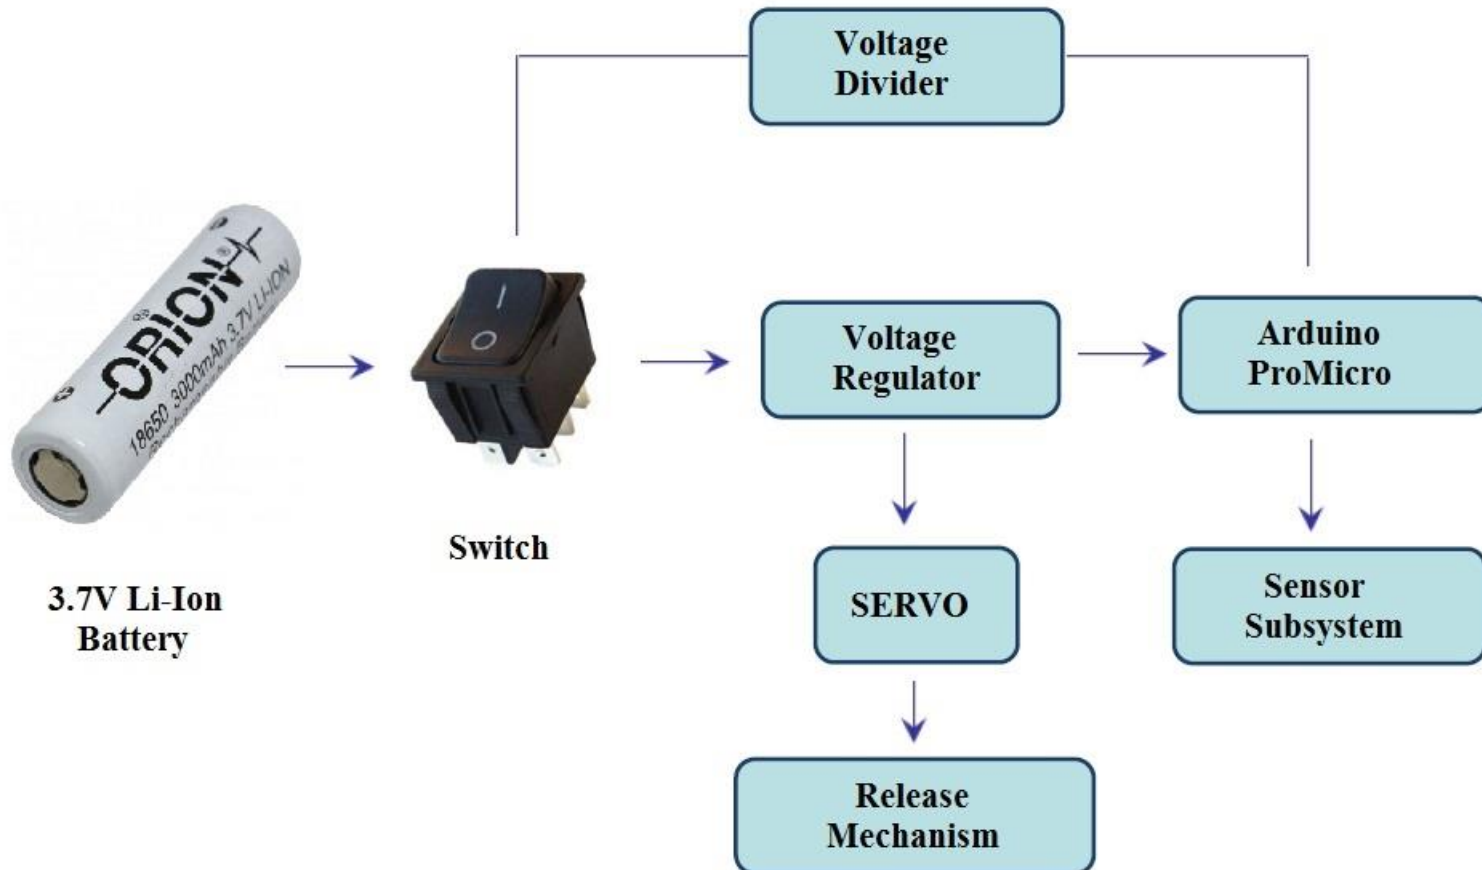 Voltage
Divider
ORION
18650 3000mAh 3.7V LI-ION
Voltage
Regulator
Arduino
ProMicro
Switch
3.7V Li-Ion
Battery
SERVO
Sensor
Subsystem
Release
Mechanism